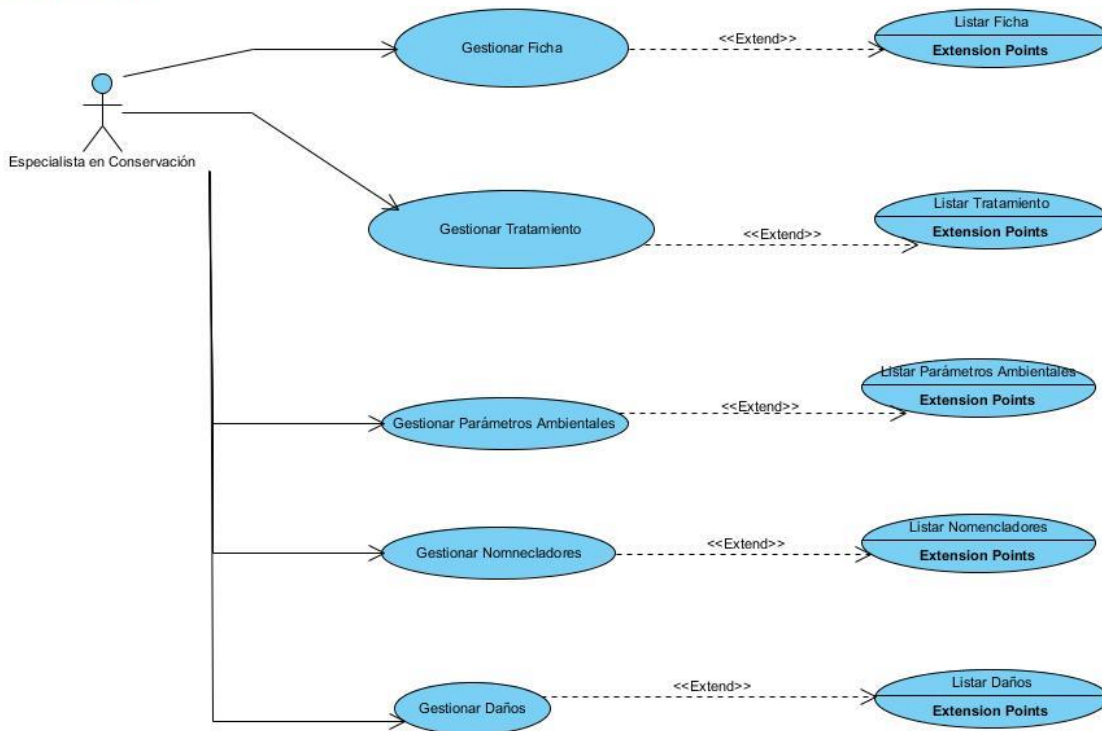 Gestionar Ficha
<<Extend>>
Listar Ficha
Extension Points
Especialista en Conservación
Gestionar Tratamiento
<<Extend>>
Listar Tratamiento
Extension Points
Gestionar Parámetros Ambientales
<<Extend>>
Listar Parámetros Ambientales
Extension Points
Gestionar Nomnecladores
<<Extend>>
Listar Nomencladores
Extension Points
Gestionar Daños
<<Extend>>
Listar Daños
Extension Points